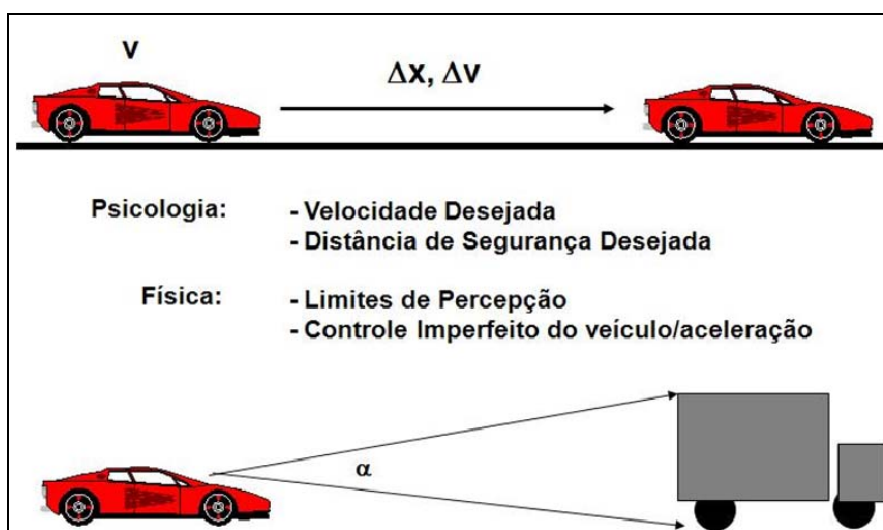 V
Δx, Δv
Psicologia: - Velocidade Desejada
- Distância de Segurança Desejada
Física: - Limites de Percepção
- Controle Imperfeito do veículo/aceleração
α